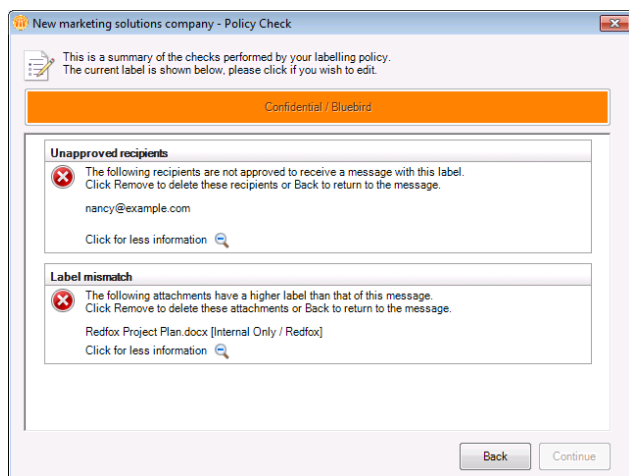 New marketing solutions company - Policy Check
This is a summary of the checks performed by your labelling policy.
The current label is shown below, please click if you wish to edit.
Confidential / Bluebird
Unapproved recipients
The following recipients are not approved to receive a message with this label.
Click Remove to delete these recipients or Back to return to the message.
nancy@example.com
Click for less information
Label mismatch
The following attachments have a higher label than that of this message.
Click Remove to delete these attachments or Back to return to the message.
Redfox Project Plan.docx [Internal Only / Redfox]
Click for less information
Back
Continue